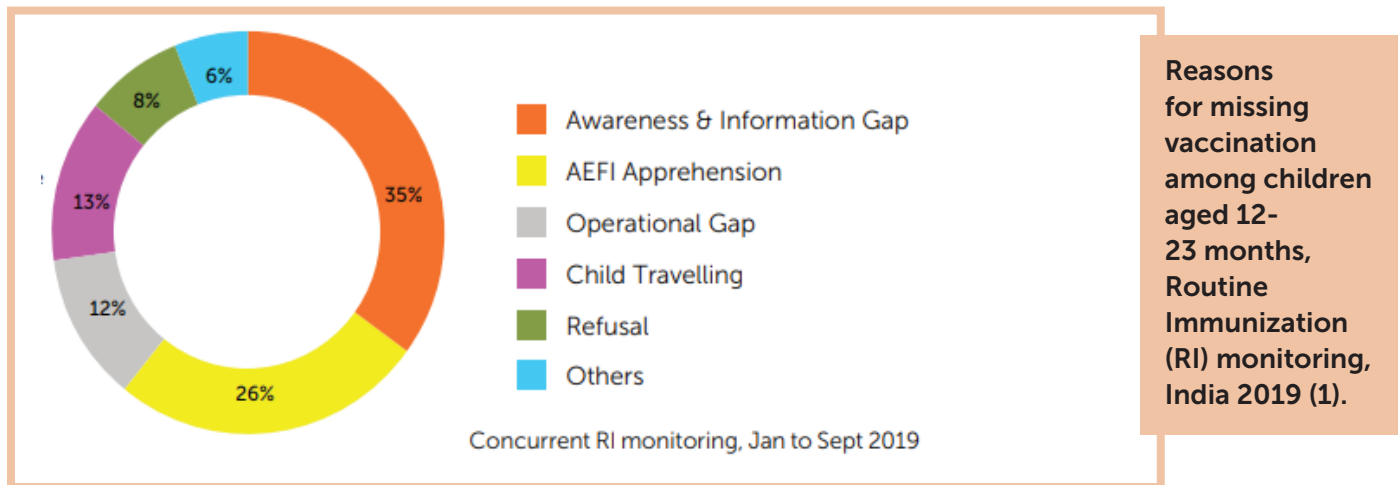 6%
8%
35%
13%
12%
26%
Awareness & Information Gap
AEFI Apprehension
Operational Gap
Child Travelling
Refusal
Others
Concurrent RI monitoring, Jan to Sept 2019
Reasons
for missing
vaccination
among children
aged 12-
23 months,
Routine
Immunization
(RI) monitoring,
India 2019 (1).